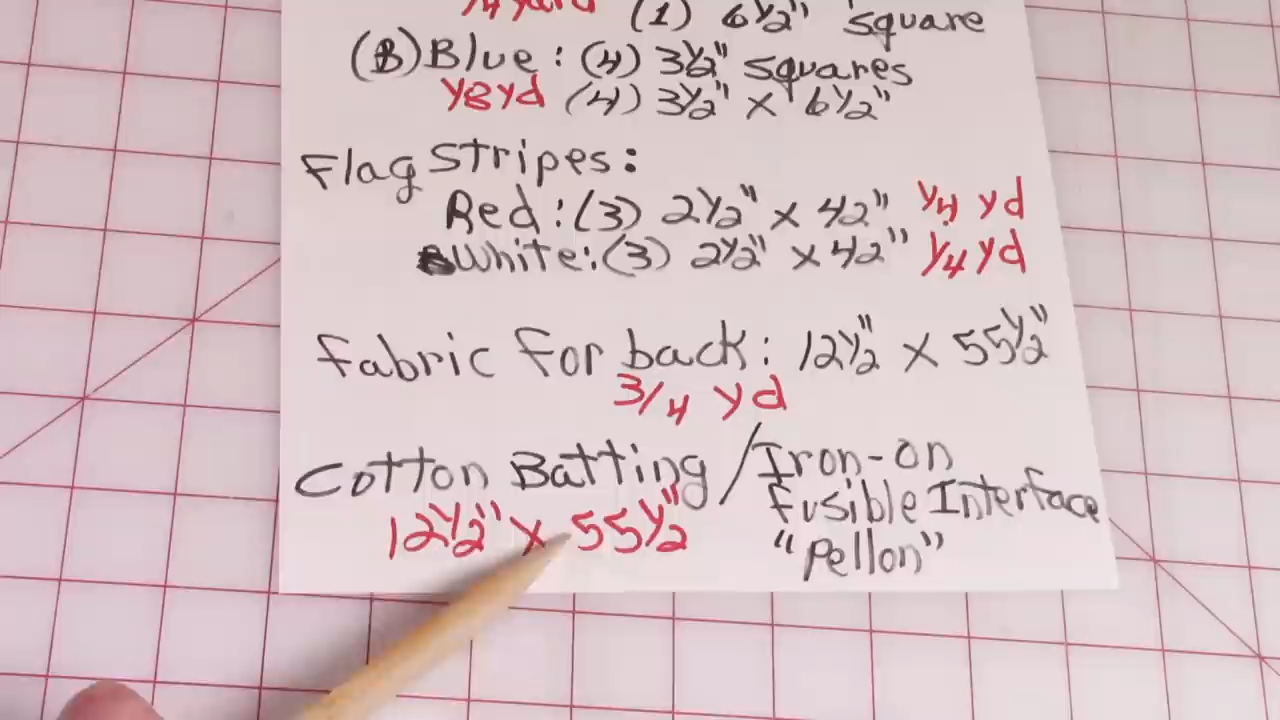 (1) 6½" square
(B) Blue: (4) 3½" squares
⅛ yd (4) 3½" x 6½"
Flag Stripes:
Red: (3) 2½" x 42" ¼ yd
White: (3) 2½" x 42" ¼ yd
Fabric for back: 12½" x 55½"
3/4 yd
Cotton Batting / Iron-on
12½" x 55½" Fusible Interface
"Pellon"